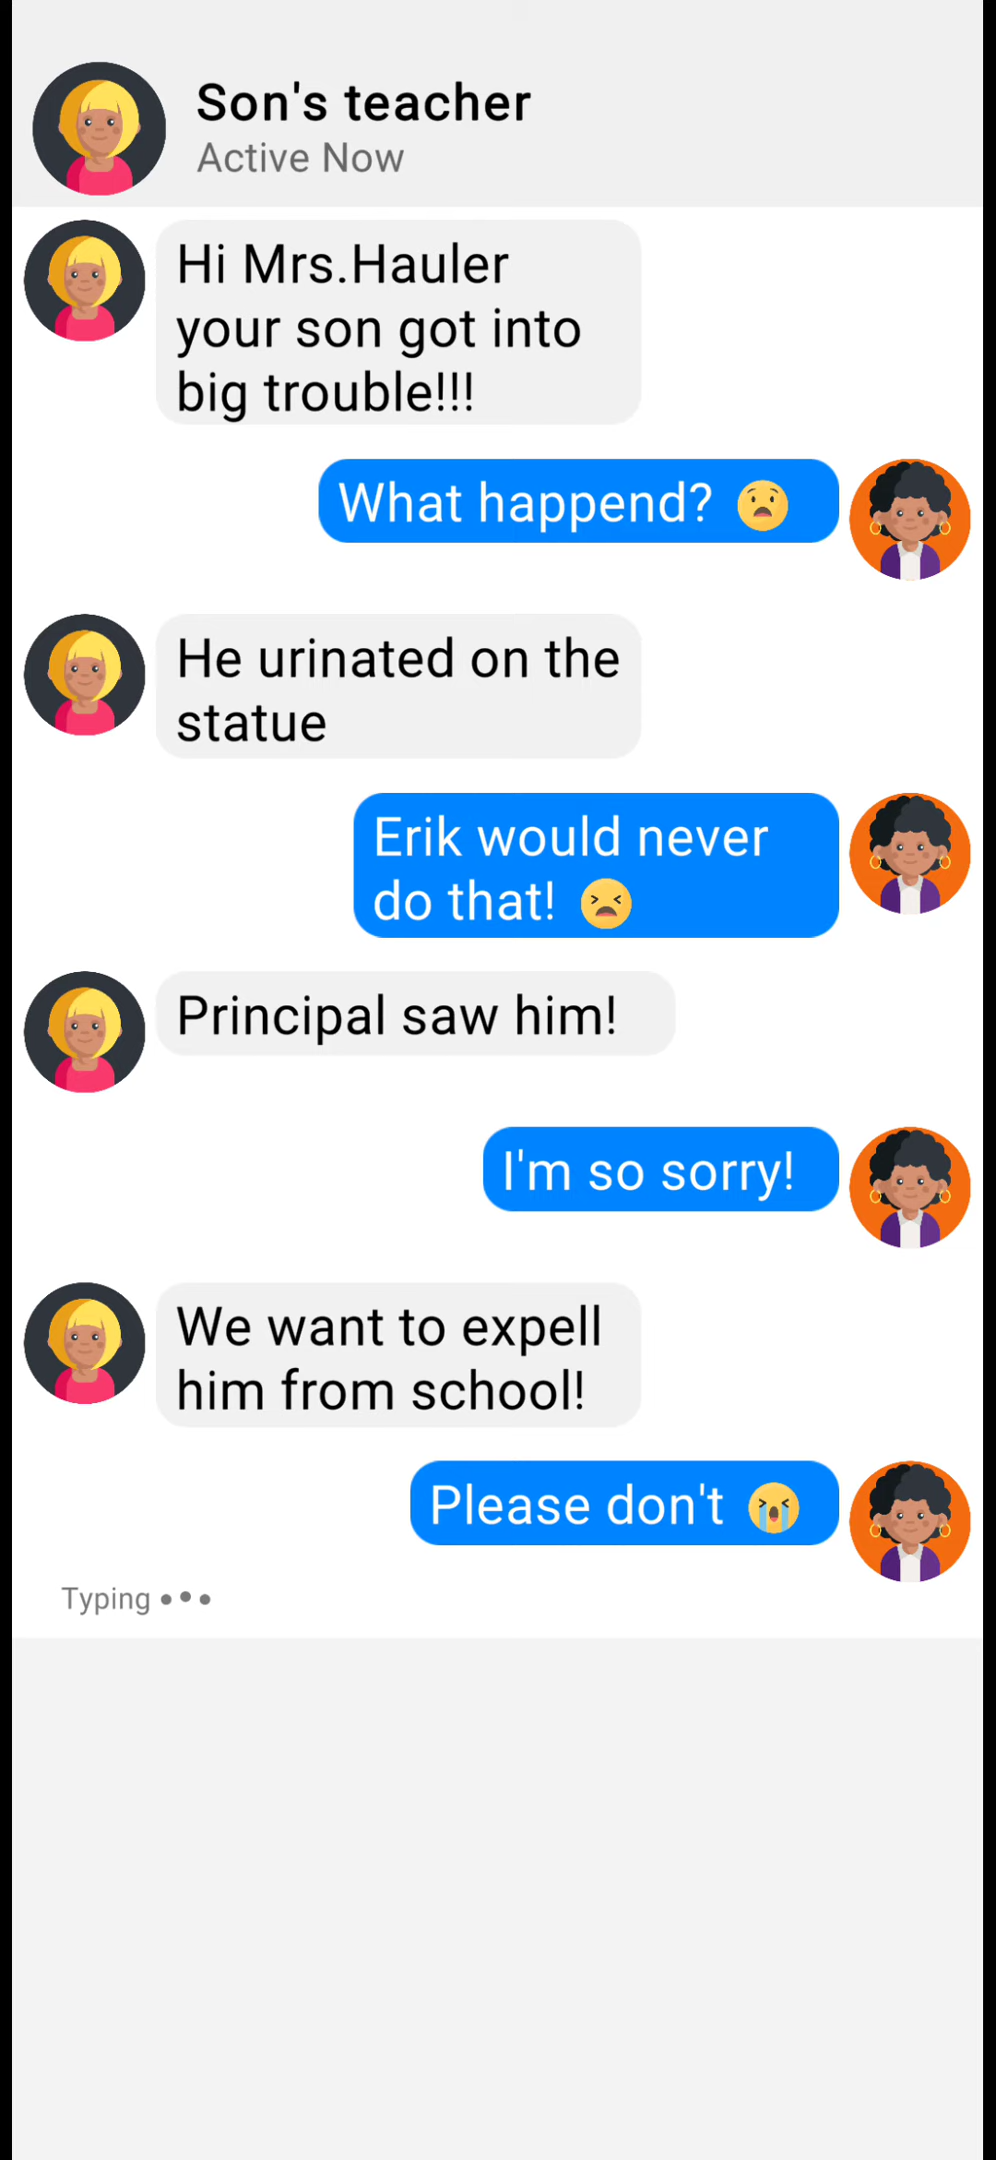 Son's teacher
Active Now
Hi Mrs.Hauler
your son got into
big trouble!!!
What happend? 😧
He urinated on the
statue
Erik would never
do that! 😣
Principal saw him!
I'm so sorry!
We want to expell
him from school!
Please don't 😭
Typing •••